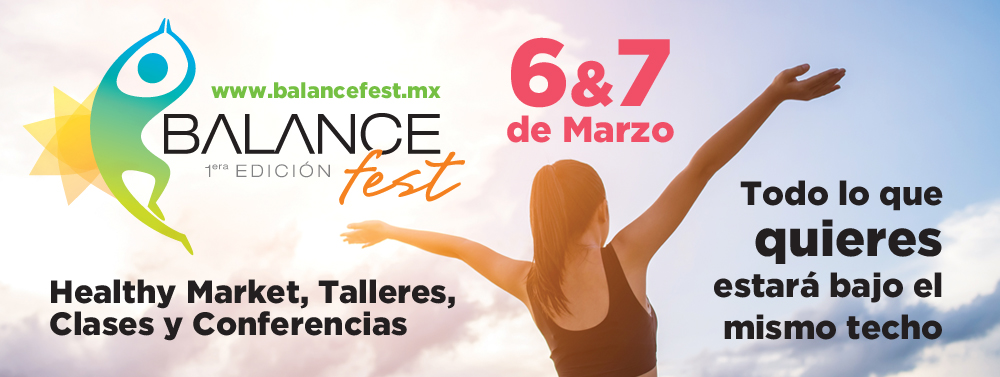 www.balancefest.mx
BALANCE
1era EDICIÓN
fest
6&7
de Marzo
Todo lo que
quieres
estará bajo el
mismo techo
Healthy Market, Talleres,
Clases y Conferencias